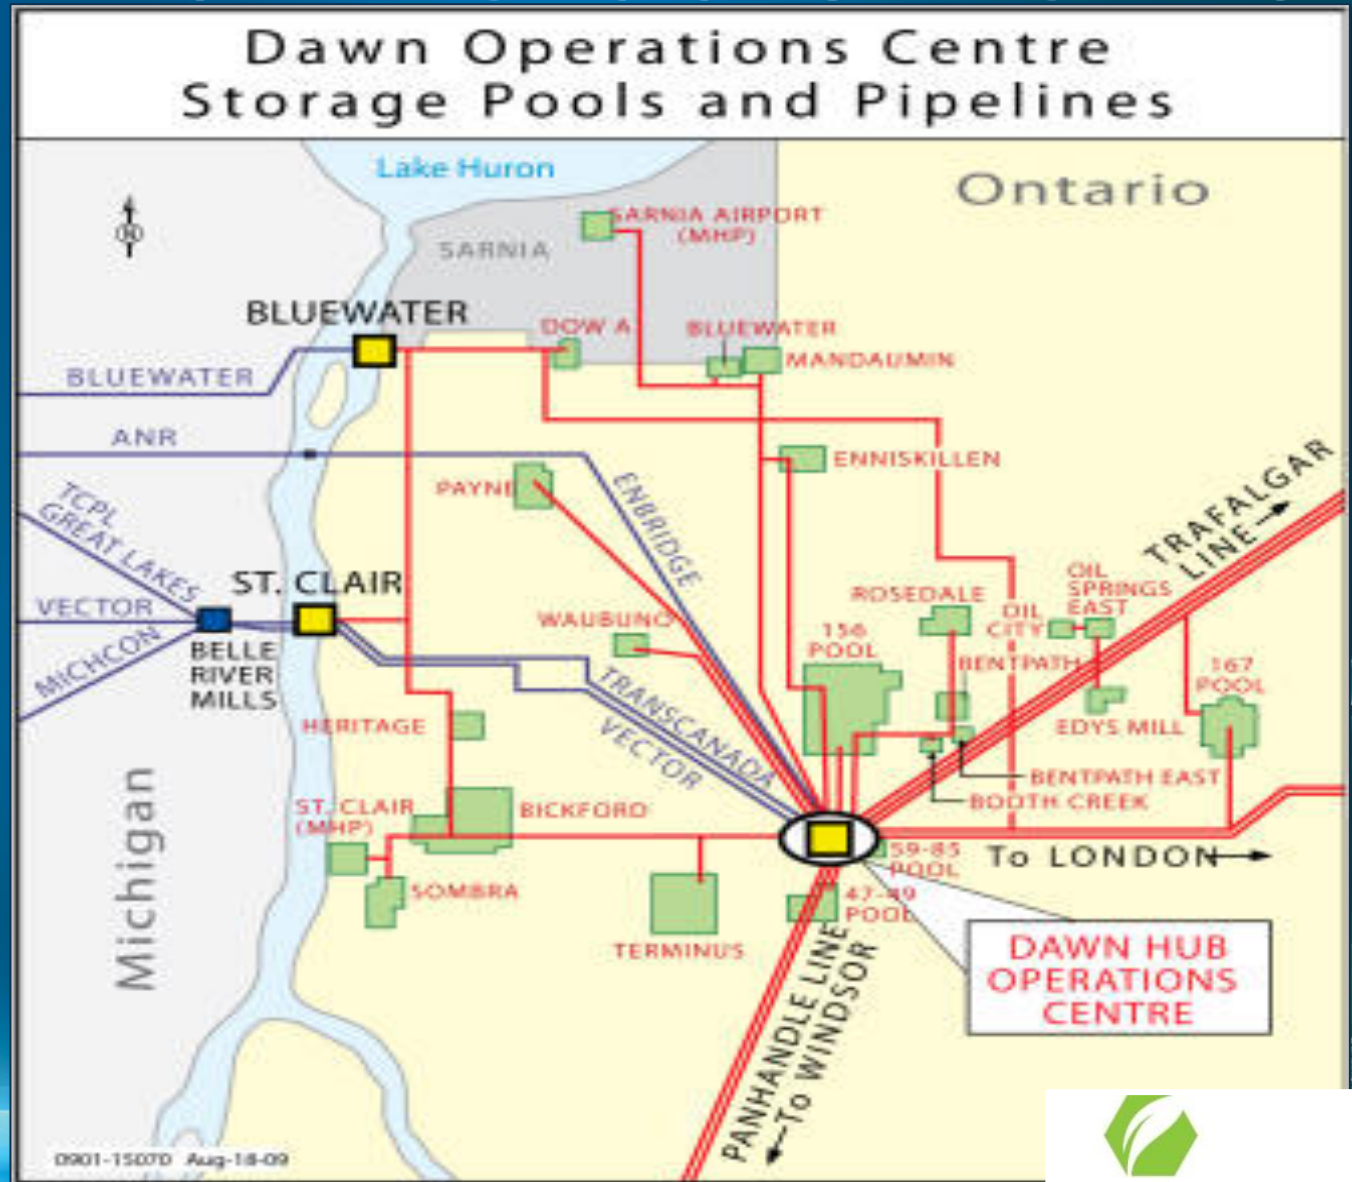 Dawn Operations Centre
Storage Pools and Pipelines
Lake Huron
Ontario
N
SARNIA AIRPORT
(MHP)
SARNIA
BLUEWATER
DOW A
BLUEWATER
MANDAUMIN
BLUEWATER
ANR
ENNISKILLEN
PAYNE
ENBRIDGE
TRAFALGAR
LINE
TCPL
GREAT LAKES
ST. CLAIR
VECTOR
MICHCON
BELLE
RIVER
MILLS
WAUBUNO
ROSEDALE
OIL
SPRINGS
EAST
OIL
CITY
156
POOL
BENTPATH
167
POOL
TRANSCANADA
VECTOR
HERITAGE
EDYS MILL
BENTPATH EAST
BOOTH CREEK
ST. CLAIR
(MHP)
BICKFORD
59-85
POOL
To LONDON
Michigan
SOMBRA
TERMINUS
47-49
POOL
DAWN HUB
OPERATIONS
CENTRE
PANHANDLE LINE
To WINDSOR
0901-15070 Aug-18-09